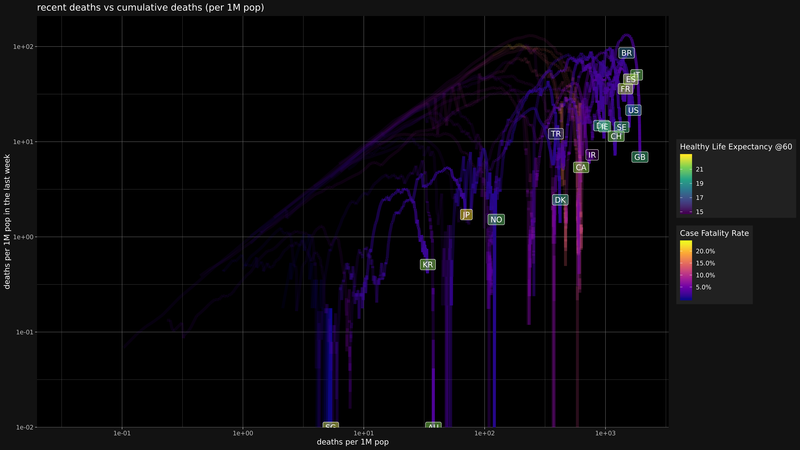 recent deaths vs cumulative deaths (per 1M pop)
1e+02
1e+01
1e+00
1e-01
1e-02
deaths per 1M pop in the last week
BR
IT
ES
FR
US
TR
IE
SE
CH
IR
GB
CA
DK
JP
NO
KR
SG
AU
1e-01
1e+00
1e+01
1e+02
1e+03
deaths per 1M pop
Healthy Life Expectancy @60
21
19
17
15
Case Fatality Rate
20.0%
15.0%
10.0%
5.0%